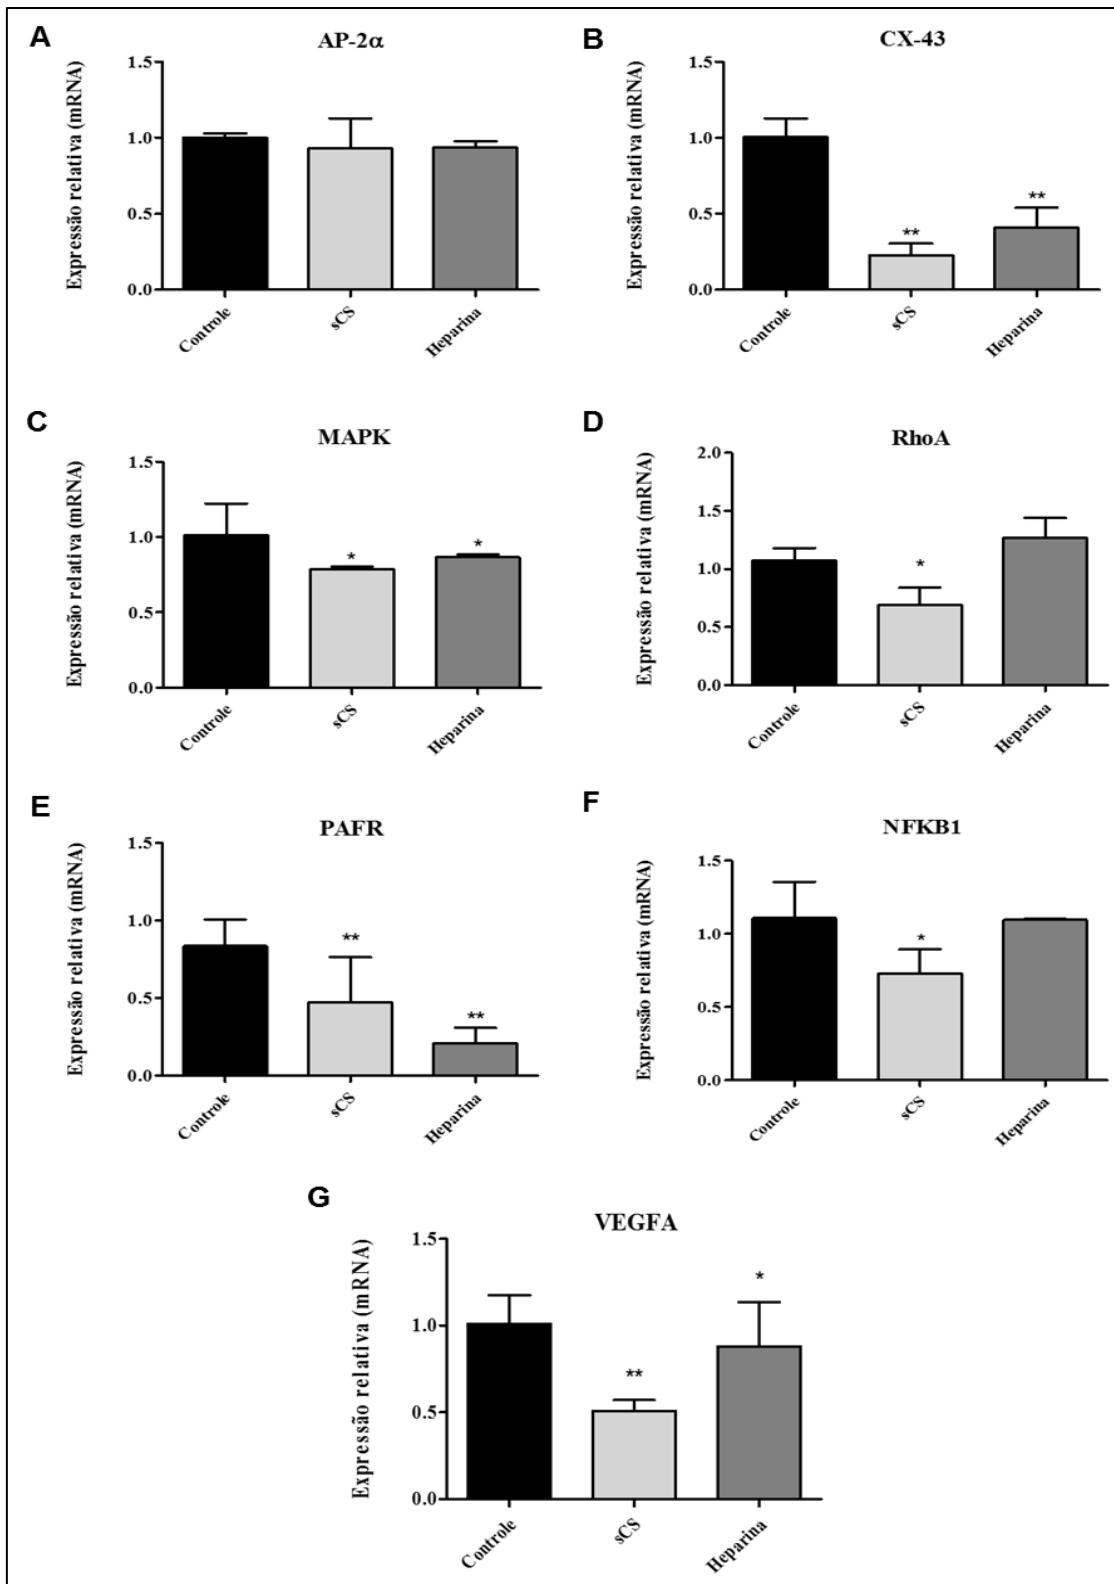 A
AP-2α
Expressão relativa (mRNA)
1.5
1.0
0.5
0.0
Controle
sCS
Heparina
B
CX-43
Expressão relativa (mRNA)
1.5
1.0
0.5
0.0
**
**
Controle
sCS
Heparina
C
MAPK
Expressão relativa (mRNA)
1.5
1.0
0.5
0.0
*
*
Controle
sCS
Heparina
D
RhoA
Expressão relativa (mRNA)
2.0
1.5
1.0
0.5
0.0
*
Controle
sCS
Heparina
E
PAFR
Expressão relativa (mRNA)
1.5
1.0
0.5
0.0
**
**
Controle
sCS
Heparina
F
NFKB1
Expressão relativa (mRNA)
1.5
1.0
0.5
0.0
*
Controle
sCS
Heparina
G
VEGFA
Expressão relativa (mRNA)
1.5
1.0
0.5
0.0
**
*
Controle
sCS
Heparina